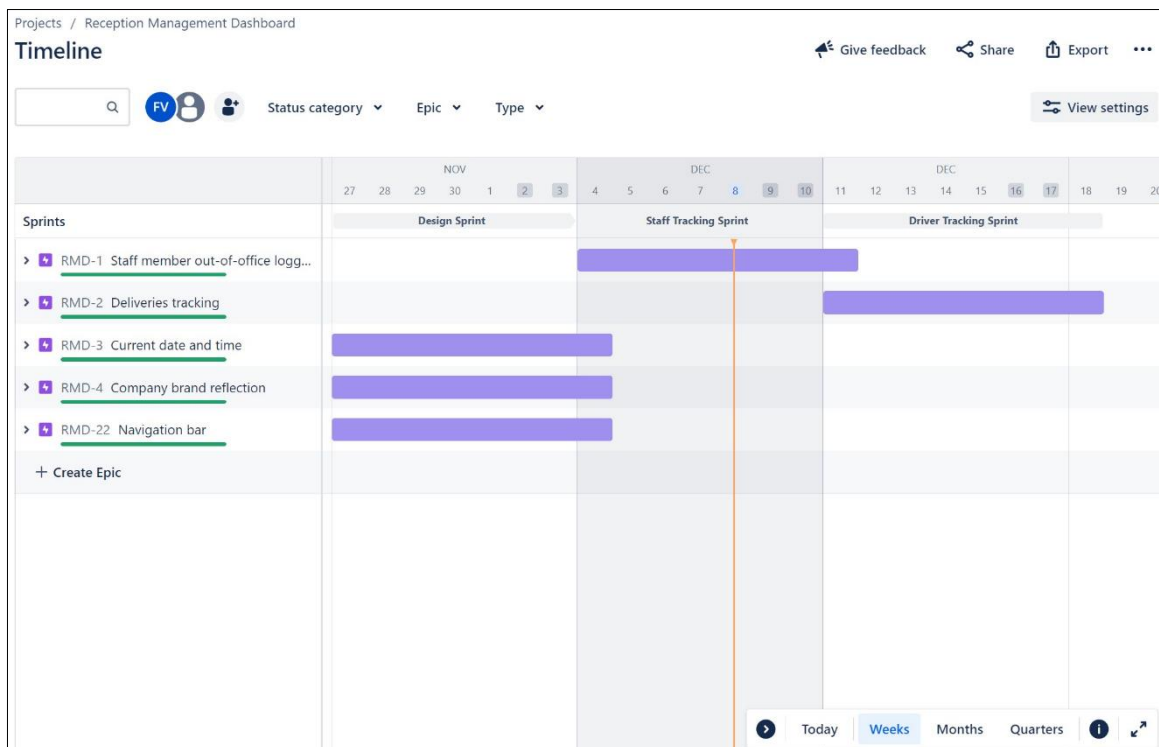 Projects / Reception Management Dashboard
Timeline
Give feedback Share Export
FV Status category Epic Type View settings
NOV DEC DEC
27 28 29 30 1 2 3 4 5 6 7 8 9 10 11 12 13 14 15 16 17 18 19
Sprints Design Sprint Staff Tracking Sprint Driver Tracking Sprint
RMD-1 Staff member out-of-office logg...
RMD-2 Deliveries tracking
RMD-3 Current date and time
RMD-4 Company brand reflection
RMD-22 Navigation bar
+ Create Epic
Today Weeks Months Quarters